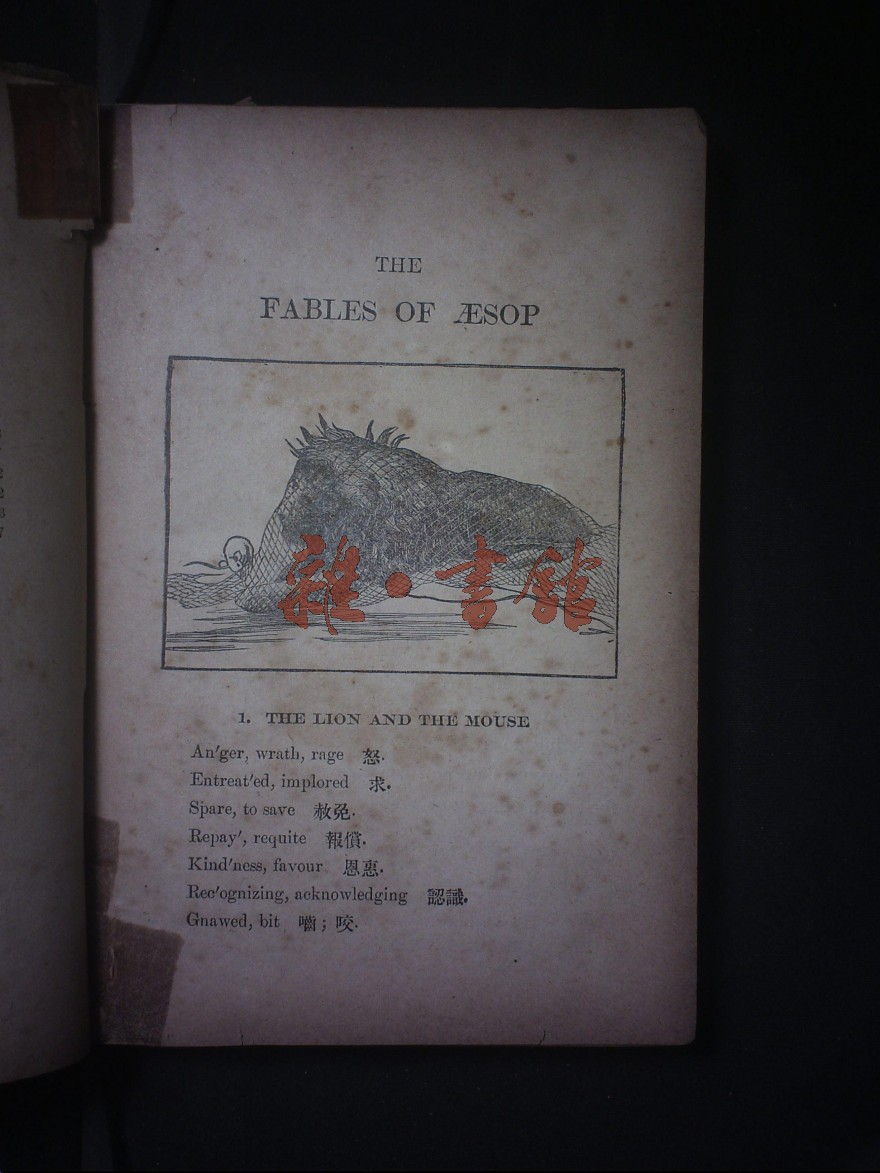 THE
FABLES OF ÆSOP
雜·書館
1. THE LION AND THE MOUSE
An′ger, wrath, rage 怒.
Entreat′ed, implored 求.
Spare, to save 赦免.
Repay′, requite 報償.
Kind′ness, favour 恩惠.
Rec′ognizing, acknowledging 認識.
Gnawed, bit 嚙; 咬.